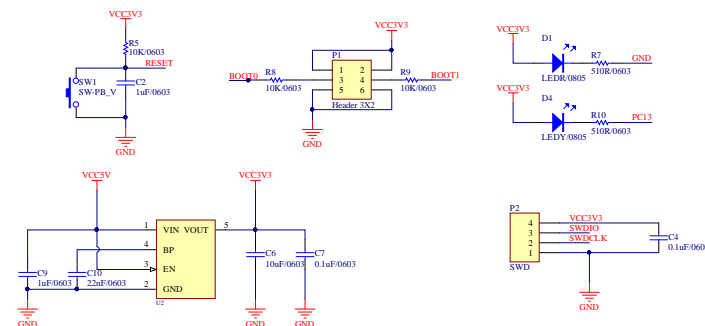 VCC3V3
R5
10K/0603
RESET
SW1
SW-PB_V
C2
1uF/0603
GND
VCC3V3
P1
1 2
3 4
5 6
Header 3X2
BOOT0
R8
10K/0603
R9
10K/0603
BOOT1
GND
VCC3V3
D1
LEDR/0805
R7
510R/0603
GND
VCC3V3
D4
LEDY/0805
R10
510R/0603
PC13
VCC5V
VCC3V3
1 VIN VOUT 5
4 BP
3 EN
2 GND
U2
C9
1uF/0603
C10
22nF/0603
C6
10uF/0603
C7
0.1uF/0603
GND
GND
GND
P2
4 VCC3V3
3 SWDIO
2 SWDCLK
1
SWD
C4
0.1uF/060
GND